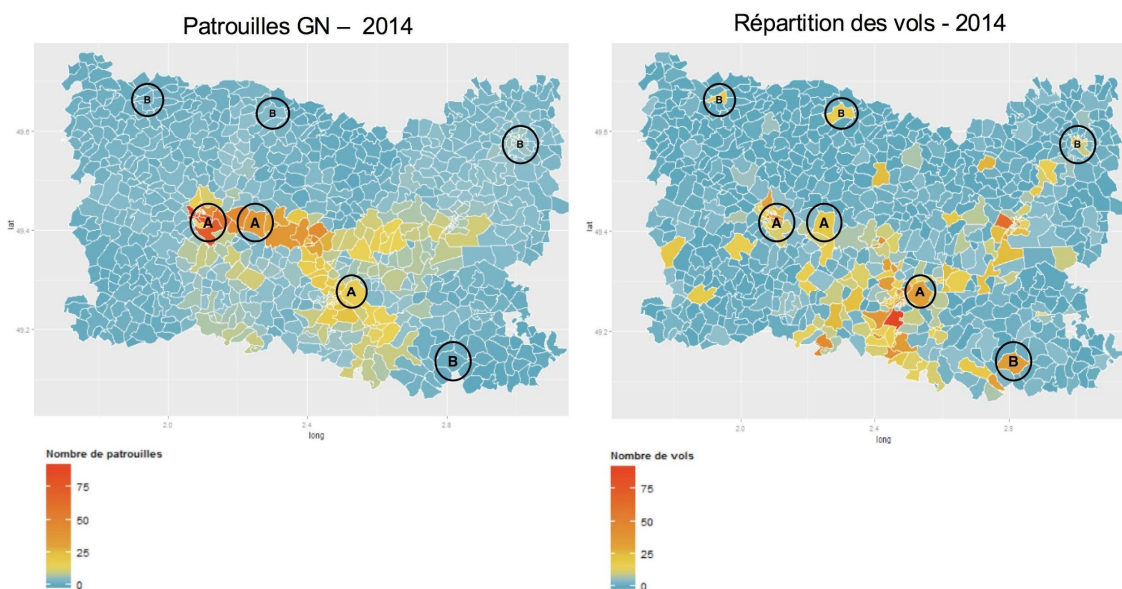 Patrouilles GN – 2014
B
B
B
A
A
A
B
49.6
49.4
49.2
lat
2.0
2.4
2.8
long
Nombre de patrouilles
75
50
25
0
Répartition des vols - 2014
B
B
B
A
A
A
B
49.6
49.4
49.2
lat
2.0
2.4
2.8
long
Nombre de vols
75
50
25
0